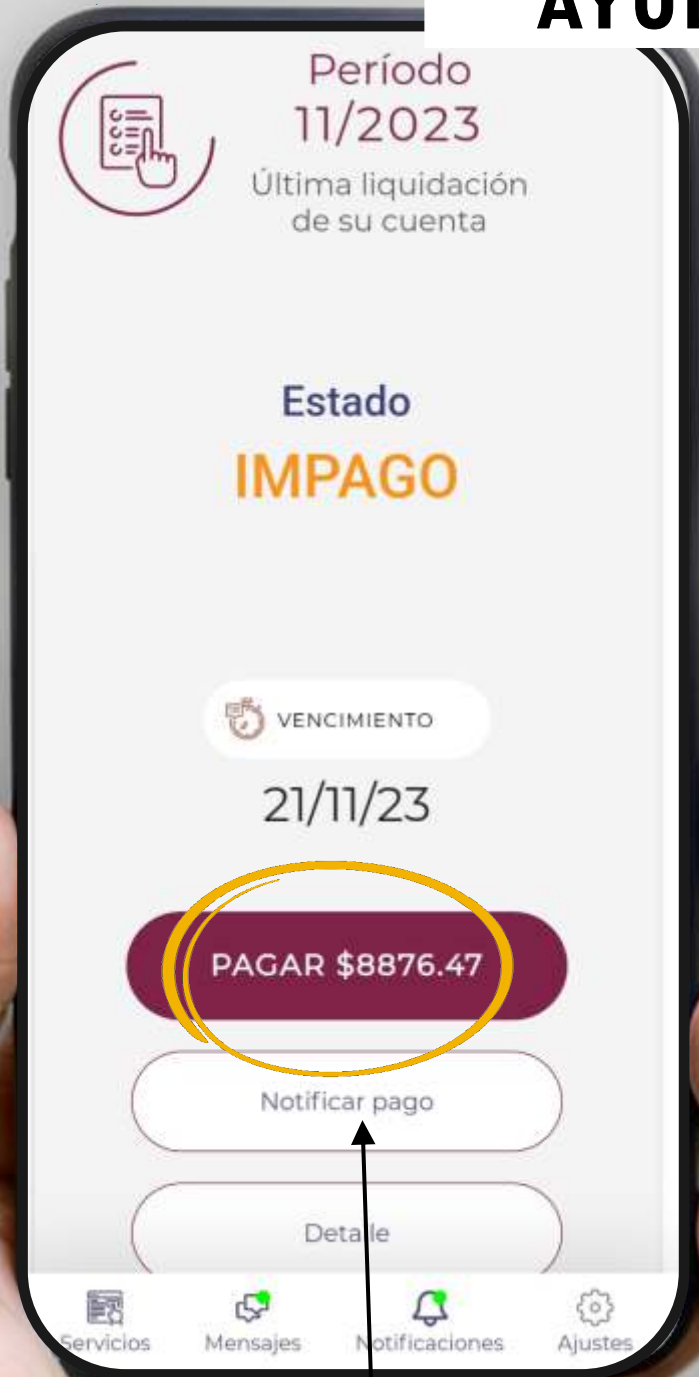 Período
11/2023
Última liquidación
de su cuenta
Estado
IMPAGO
VENCIMIENTO
21/11/23
PAGAR $8876.47
Notificar pago
Detalle
Servicios
Mensajes
Notificaciones
Ajustes